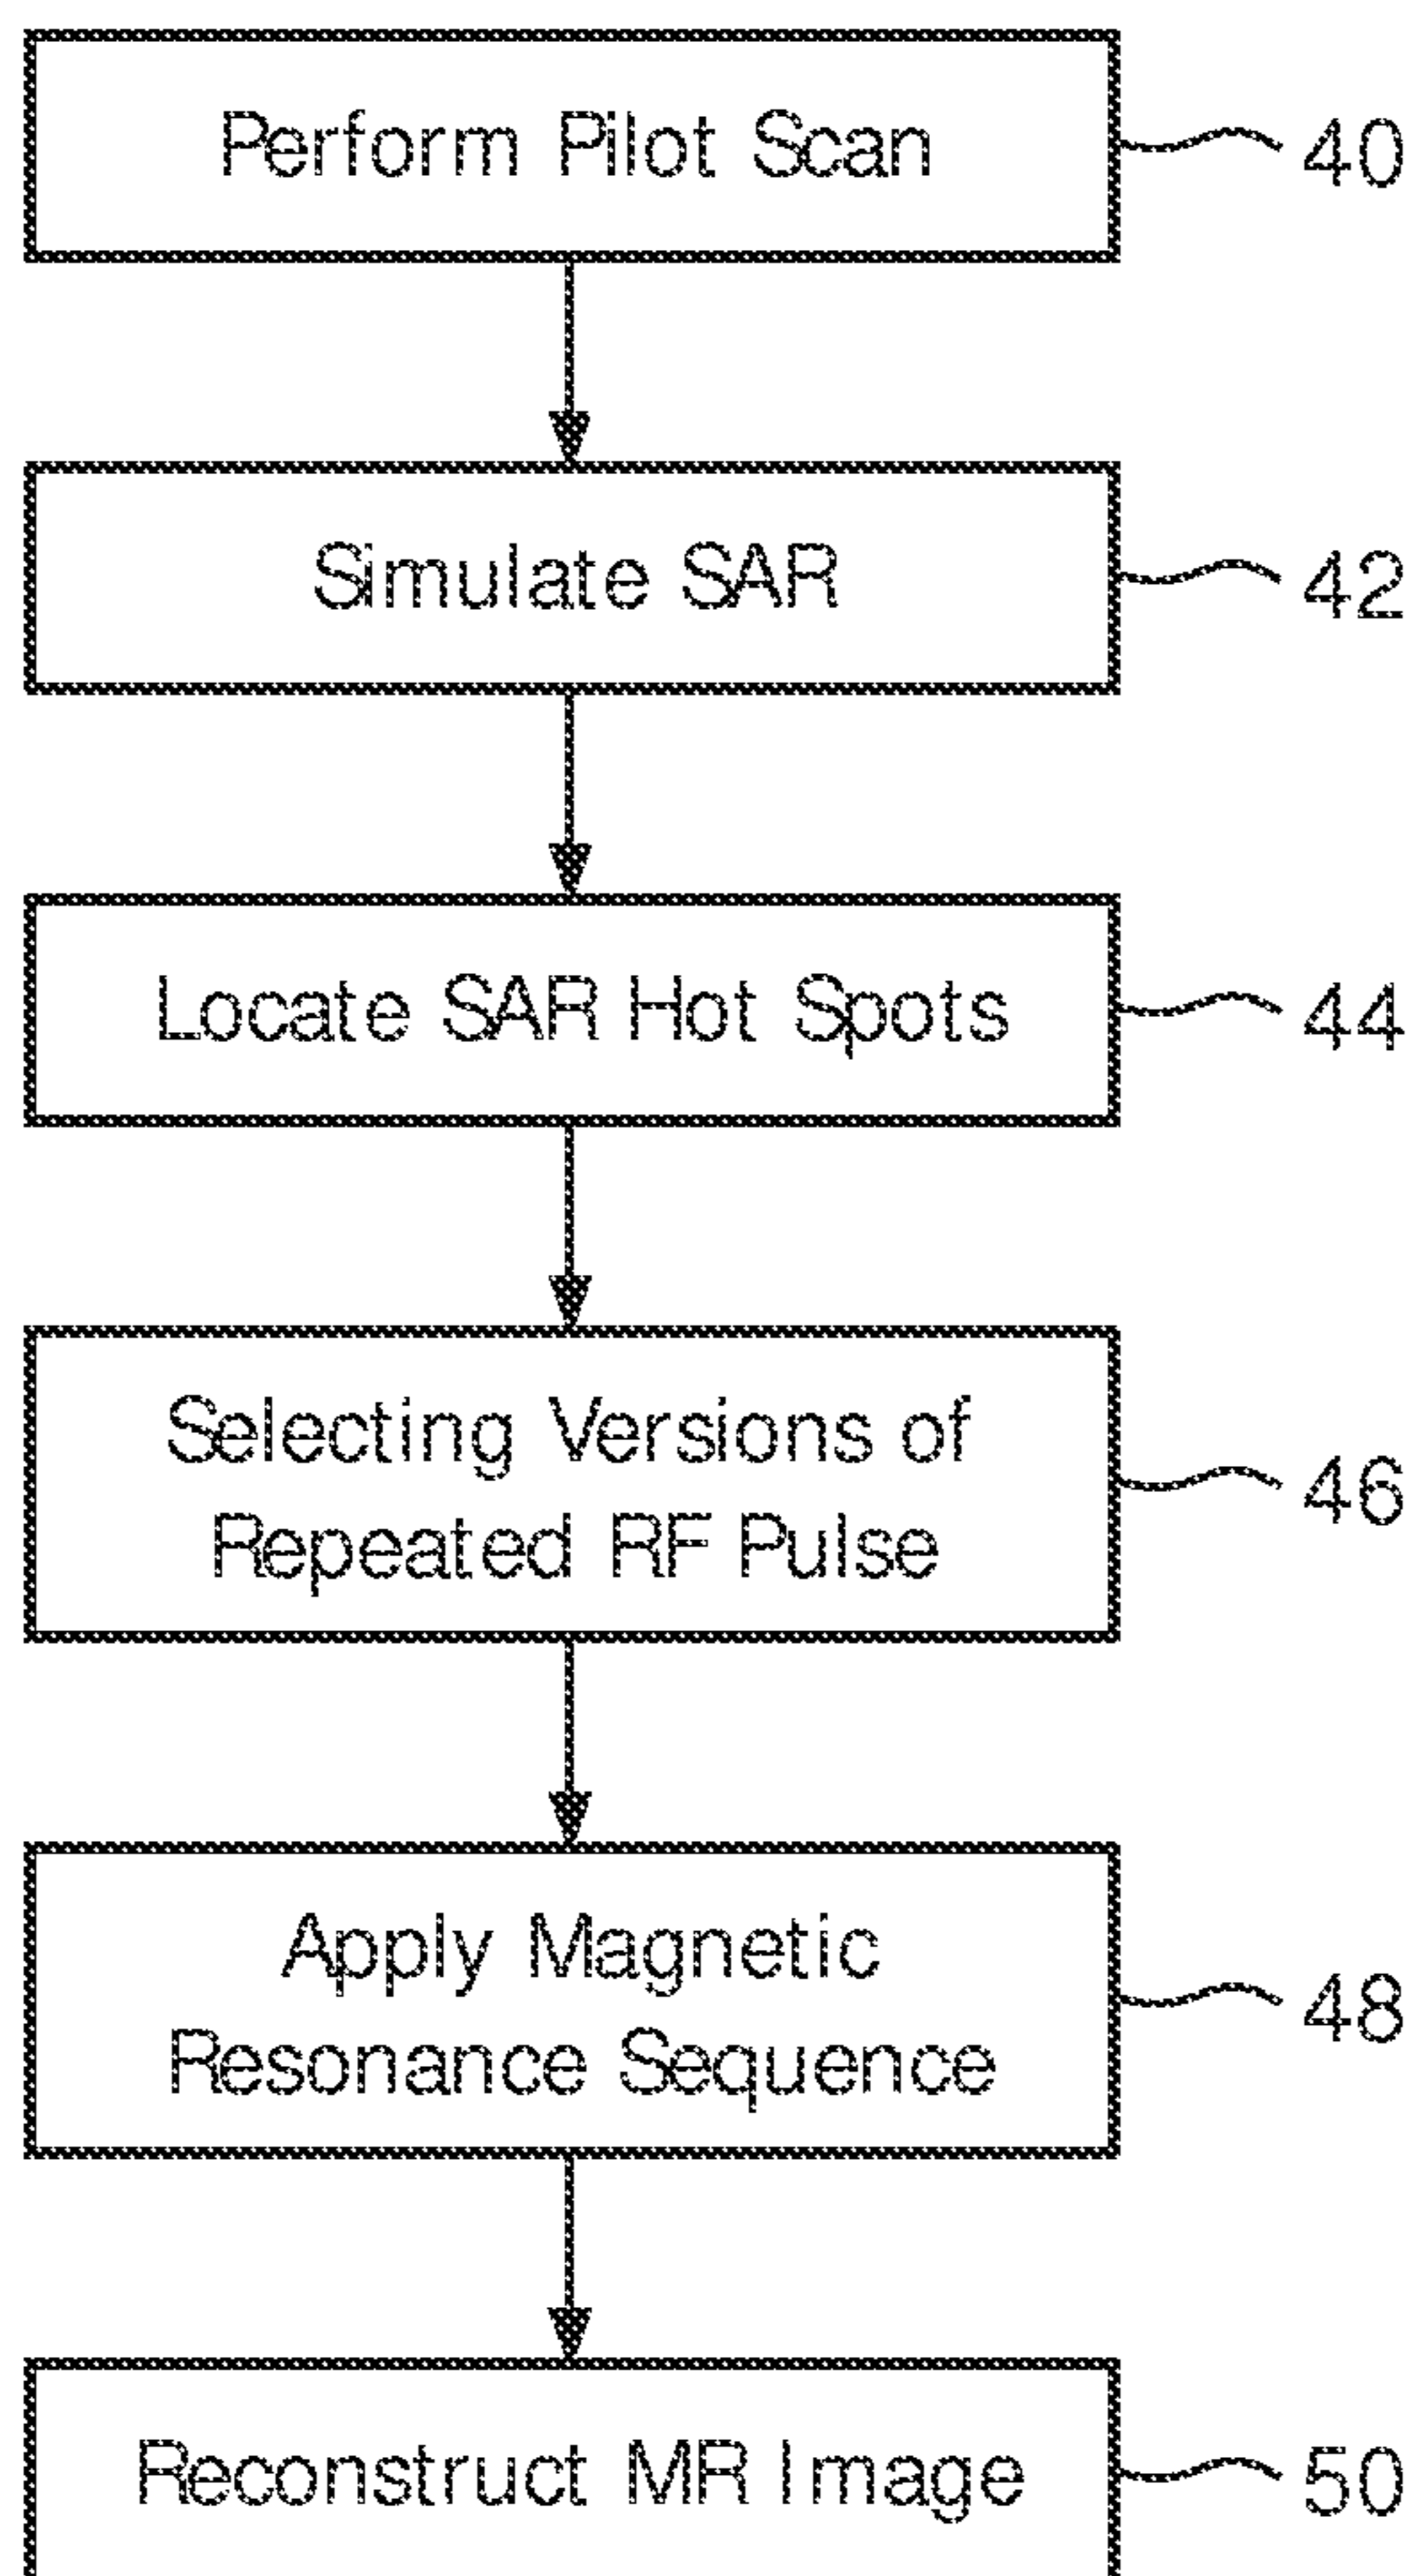 Perform Pilot Scan
40
Simulate SAR
42
Locate SAR Hot Spots
44
Selecting Versions of
Repeated RF Pulse
46
Apply Magnetic
Resonance Sequence
48
Reconstruct MR Image
50